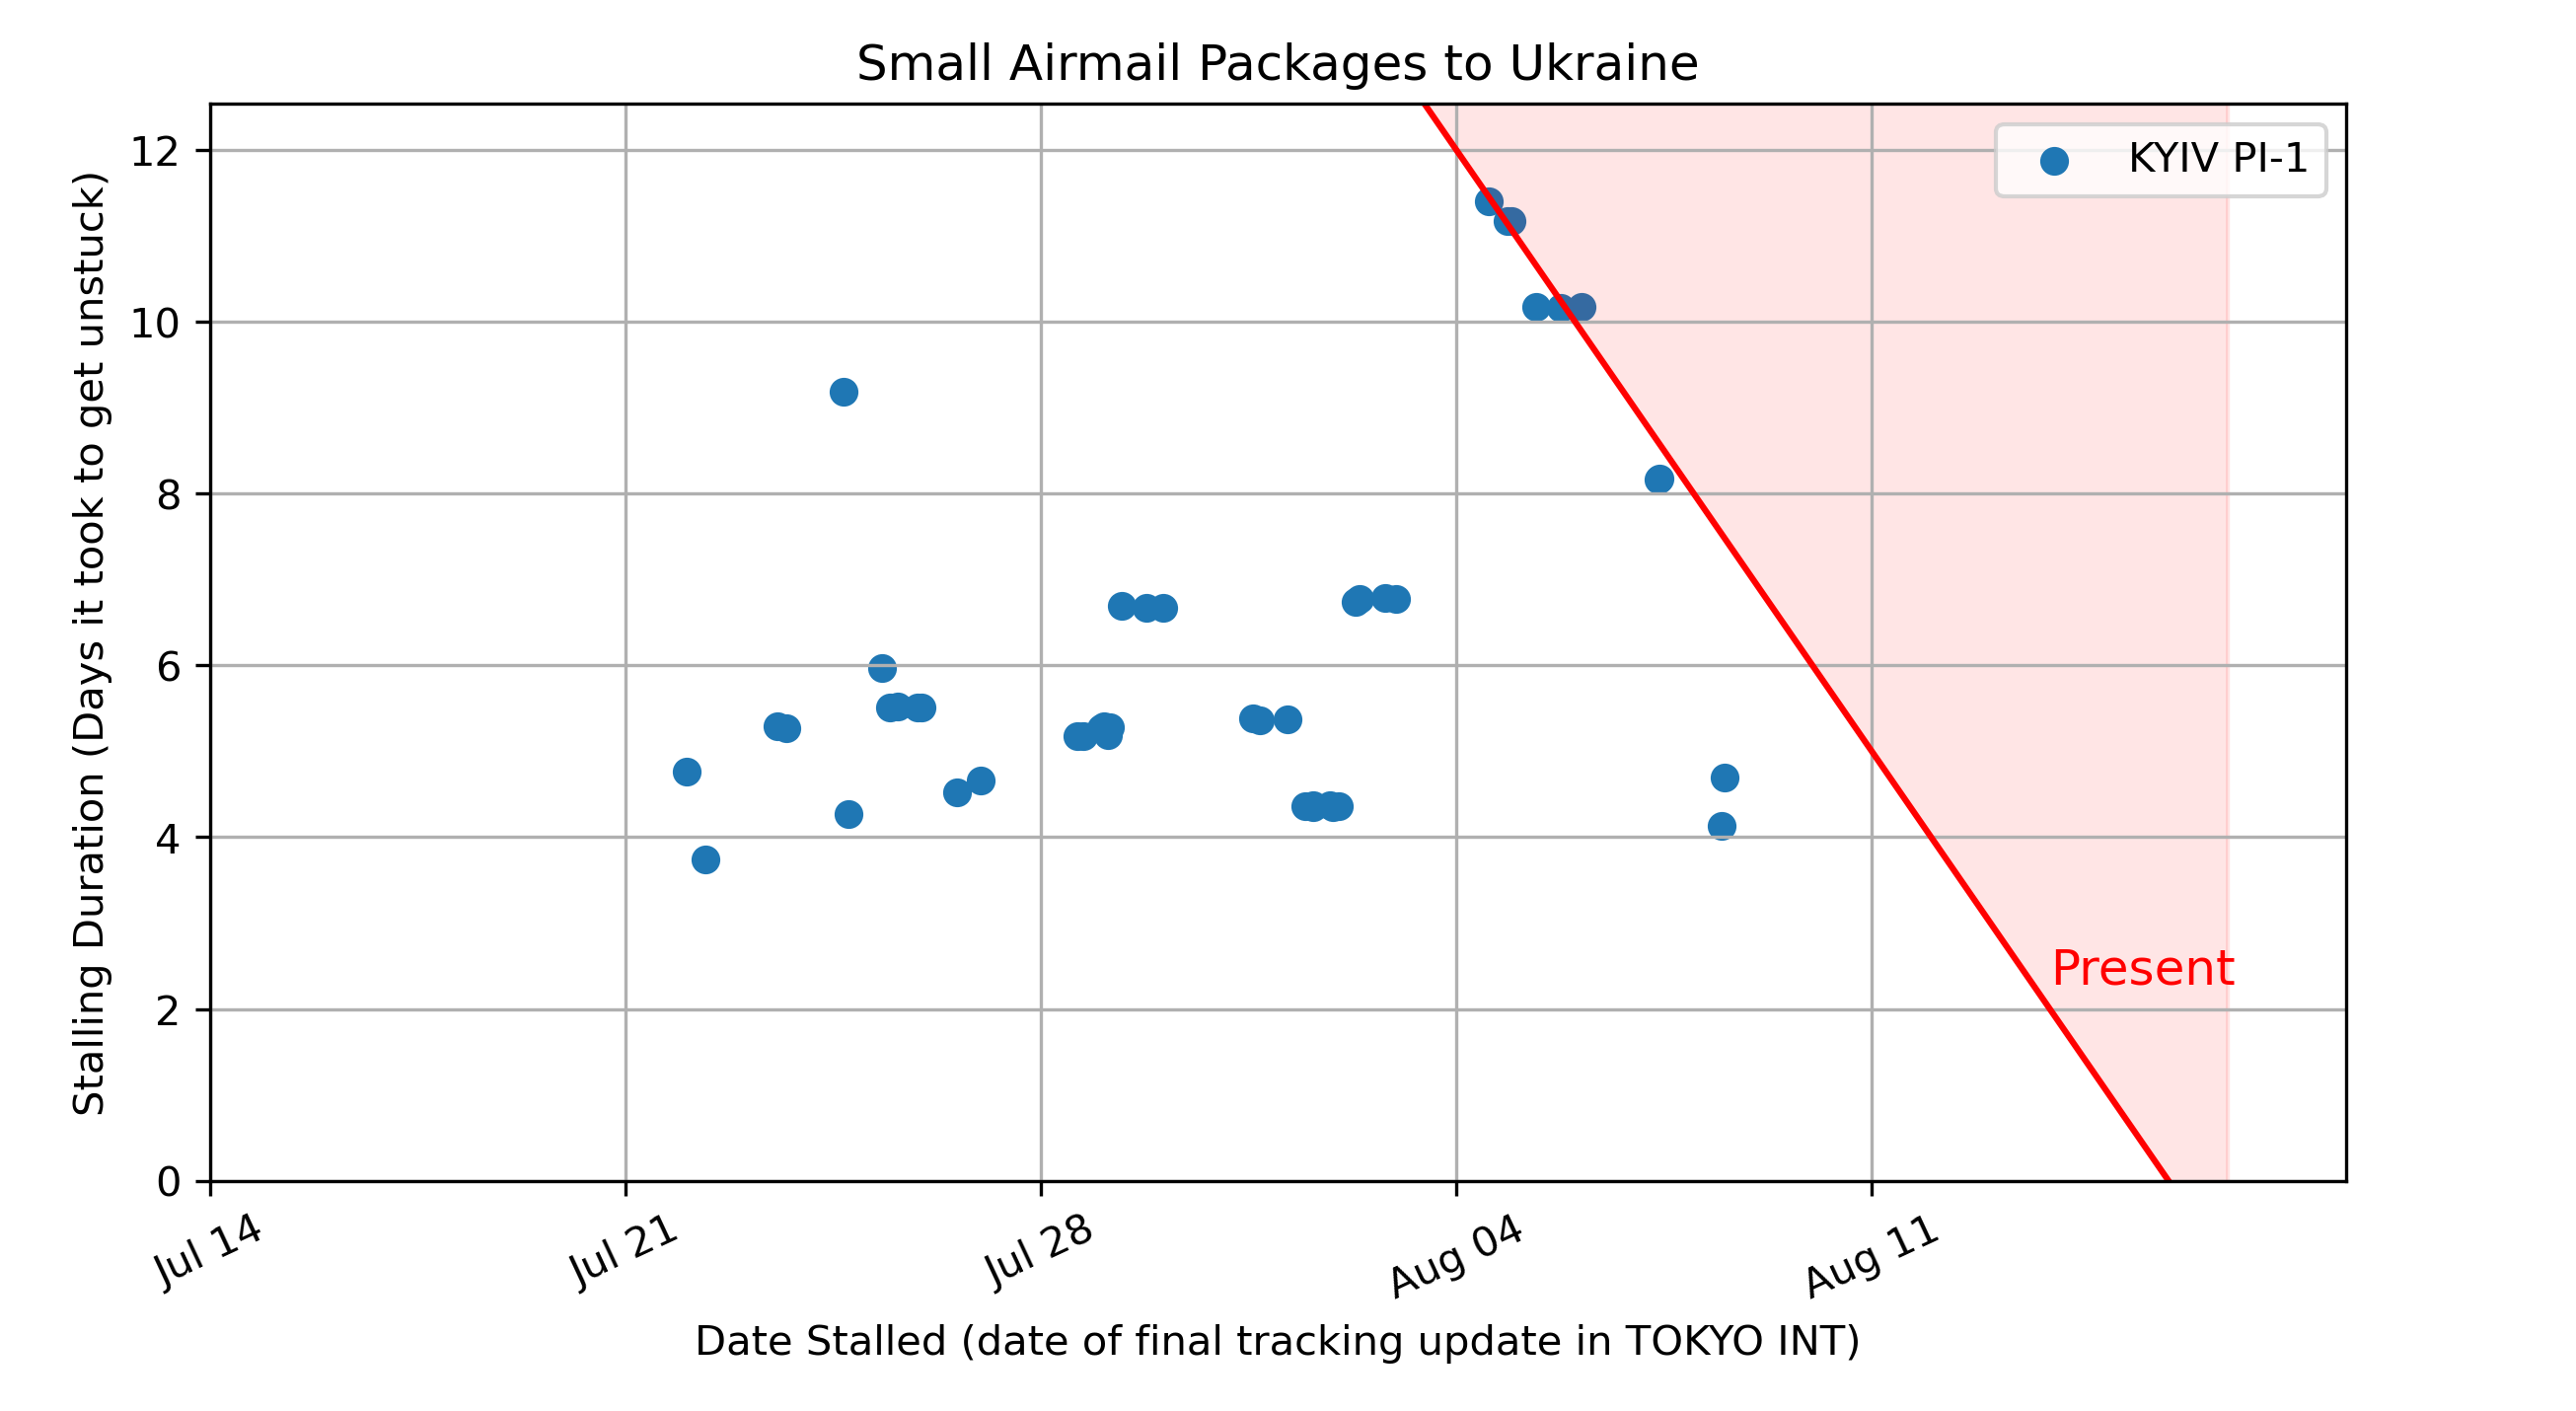 Small Airmail Packages to Ukraine
KYIV PI-1
12
10
8
6
4
2
0
Stalling Duration (Days it took to get unstuck)
Present
Jul 14
Jul 21
Jul 28
Aug 04
Aug 11
Date Stalled (date of final tracking update in TOKYO INT)